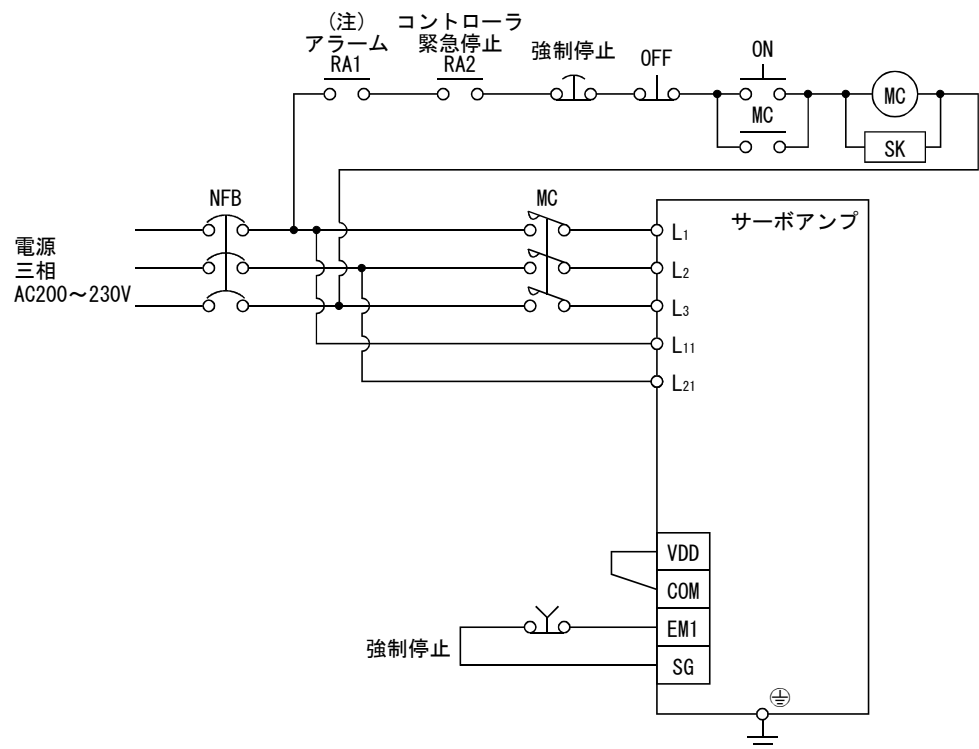 (注)
アラーム
RA1
コントローラ
緊急停止
RA2
強制停止
OFF
ON
MC
MC
SK
NFB
MC
サーボアンプ
電源
三相
AC200～230V
L1
L2
L3
L11
L21
VDD
COM
EM1
SG
強制停止